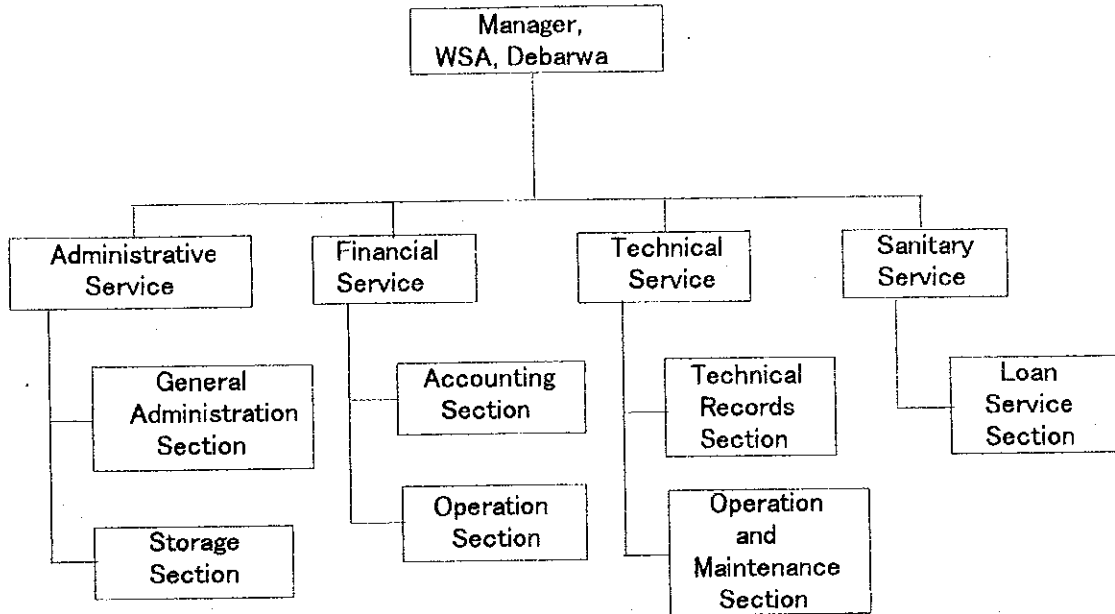 Manager,
WSA, Debarwa
Administrative
Service
Financial
Service
Technical
Service
Sanitary
Service
General
Administration
Section
Accounting
Section
Technical
Records
Section
Loan
Service
Section
Storage
Section
Operation
Section
Operation
and
Maintenance
Section